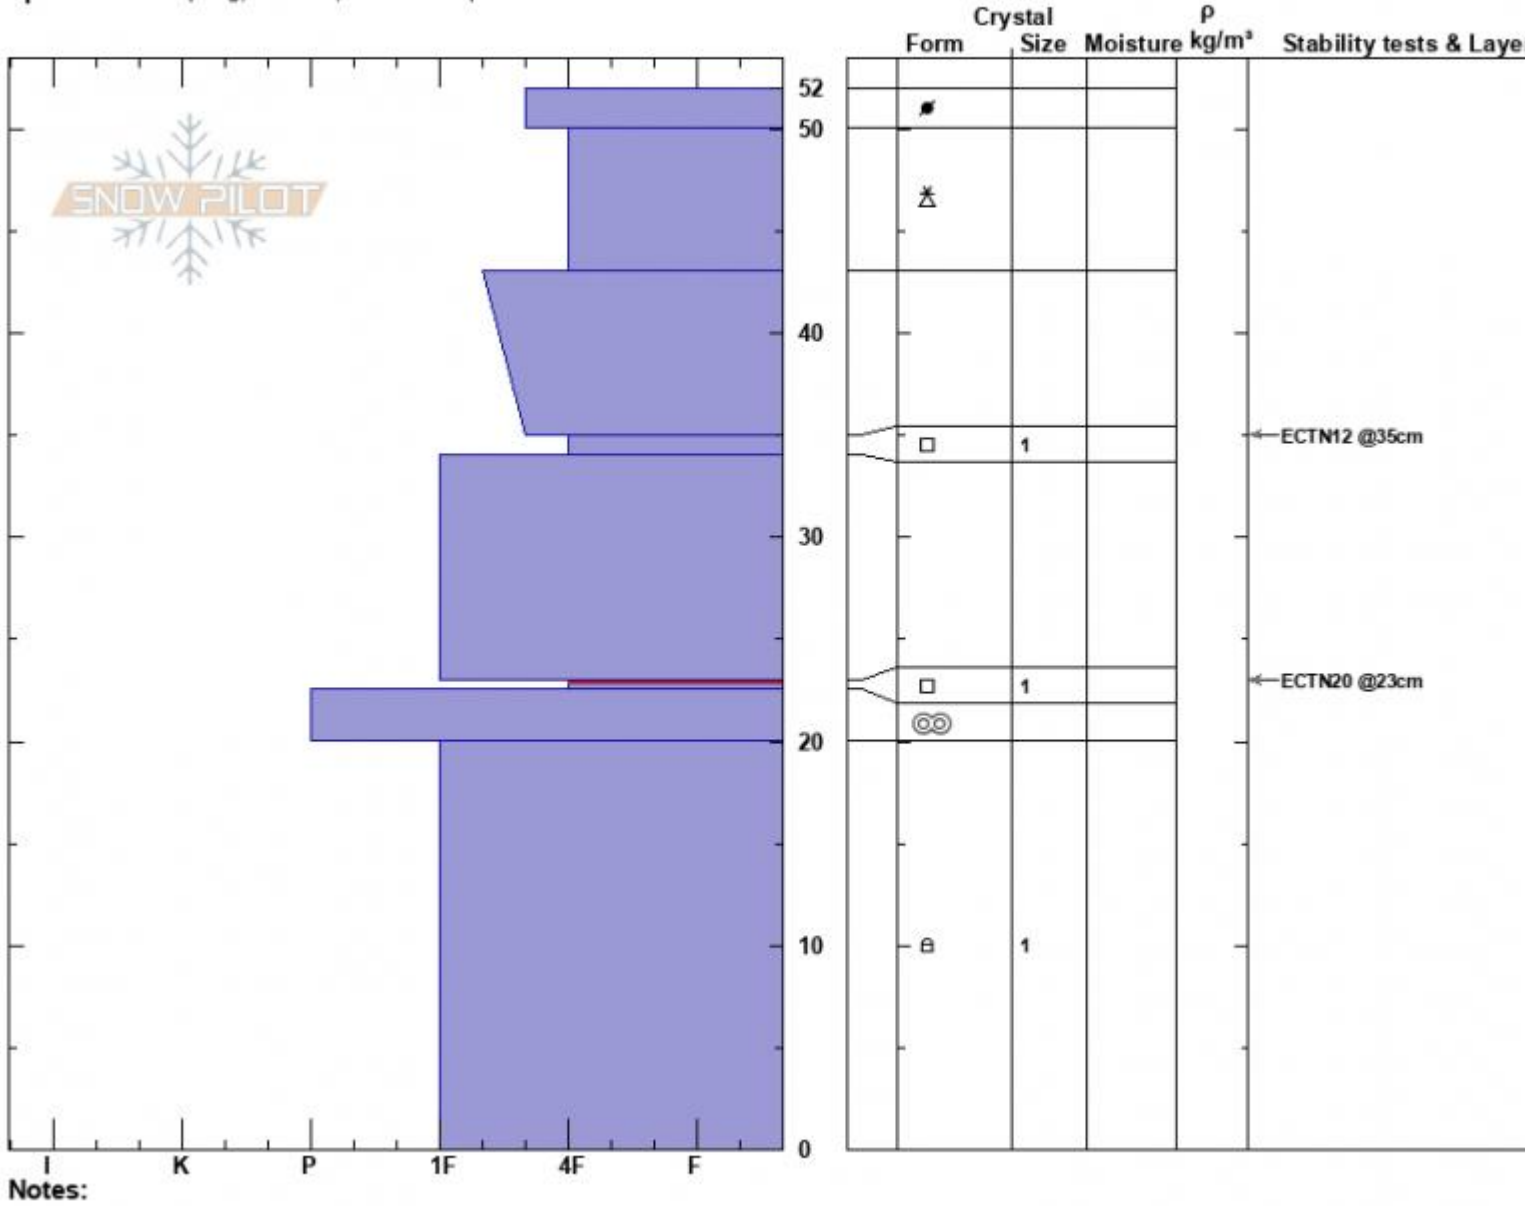 Crystal ρ
Form Size Moisture kg/m³ Stability tests & Laye
SNOW PILOT
52
50
40
ECTN12 @35cm
1
30
ECTN20 @23cm
1
20
10 1
0
I K P 1F 4F F
Notes: